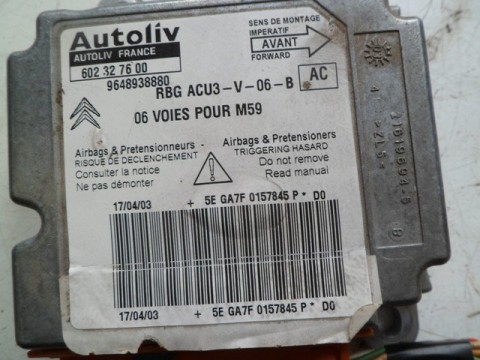 Autoliv
AUTOLIV FRANCE
602 32 76 00
9648938880
SENS DE MONTAGE
IMPERATIF
AVANT
FORWARD
RBG ACU3-V-06-B
AC
06 VOIES POUR M59
Airbags & Pretensionneurs
RISQUE DE DECLENCHEMENT
Consulter la notice
Ne pas démonter
Airbags & Pretensioners
TRIGGERING HASARD
Do not remove
Read manual
17/04/03 + 5E GA7F 0157845 P * D0
17/04/03 + 5E GA7F 0157845 P * D0